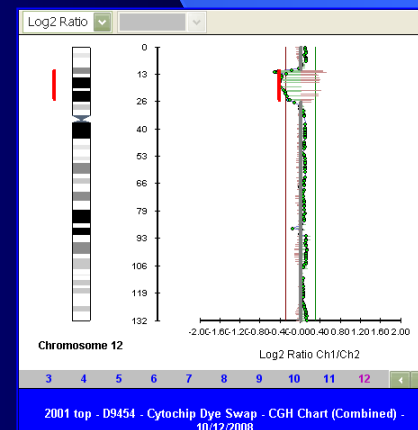 Log2 Ratio
0
13
26
40
53
66
79
93
106
119
132
-2.00-1.60-1.20-0.80-0.40-0.00 0.40 0.80 1.20 1.60 2.00
Chromosome 12
Log2 Ratio Ch1/Ch2
3 4 5 6 7 8 9 10 11 12
2001 top - D9454 - Cytochip Dye Swap - CGH Chart (Combined) -
10/12/2008